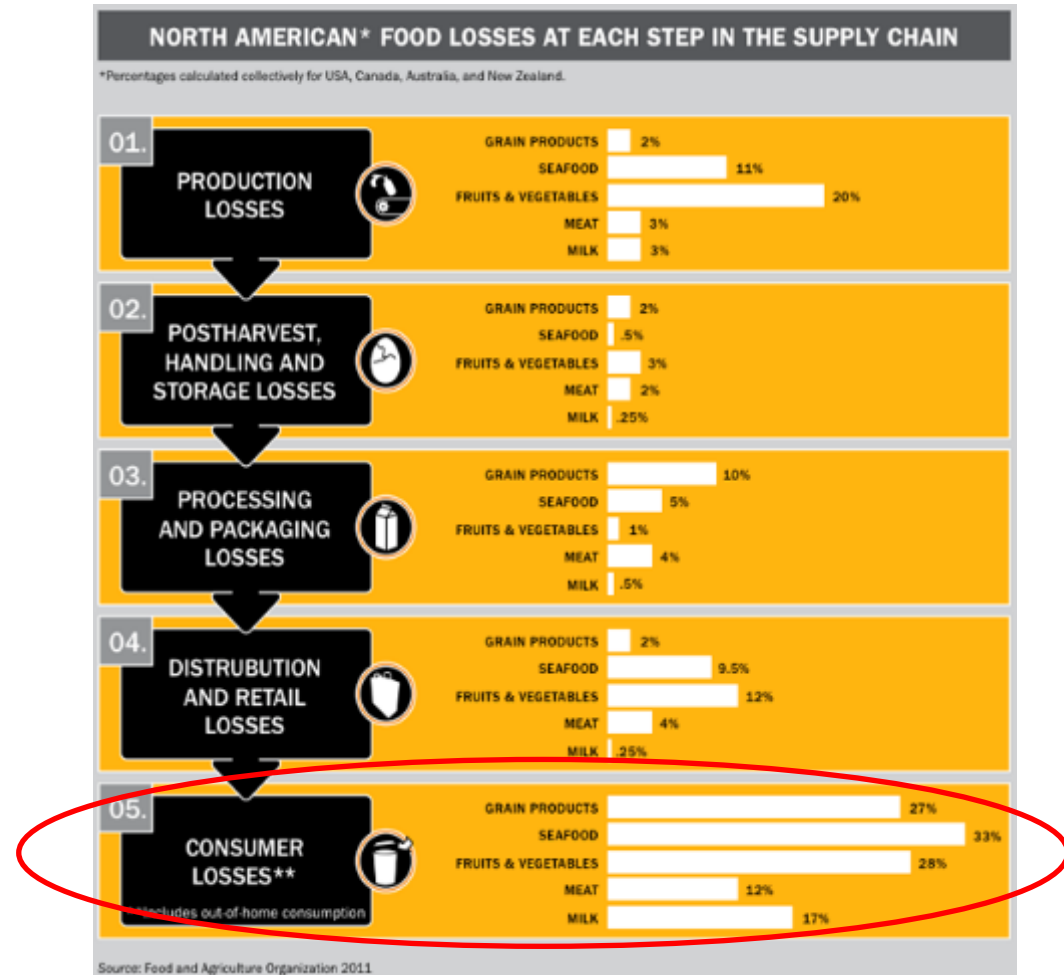 NORTH AMERICAN* FOOD LOSSES AT EACH STEP IN THE SUPPLY CHAIN
*Percentages calculated collectively for USA, Canada, Australia, and New Zealand.
01.
PRODUCTION
LOSSES
GRAIN PRODUCTS 2%
SEAFOOD 11%
FRUITS & VEGETABLES 20%
MEAT 3%
MILK 3%
02.
POSTHARVEST,
HANDLING AND
STORAGE LOSSES
GRAIN PRODUCTS 2%
SEAFOOD .5%
FRUITS & VEGETABLES 3%
MEAT 2%
MILK .25%
03.
PROCESSING
AND PACKAGING
LOSSES
GRAIN PRODUCTS 10%
SEAFOOD 5%
FRUITS & VEGETABLES 1%
MEAT 4%
MILK .5%
04.
DISTRUBUTION
AND RETAIL
LOSSES
GRAIN PRODUCTS 2%
SEAFOOD 9.5%
FRUITS & VEGETABLES 12%
MEAT 4%
MILK .25%
05.
CONSUMER
LOSSES**
**Includes out-of-home consumption
GRAIN PRODUCTS 27%
SEAFOOD 33%
FRUITS & VEGETABLES 28%
MEAT 12%
MILK 17%
Source: Food and Agriculture Organization 2011